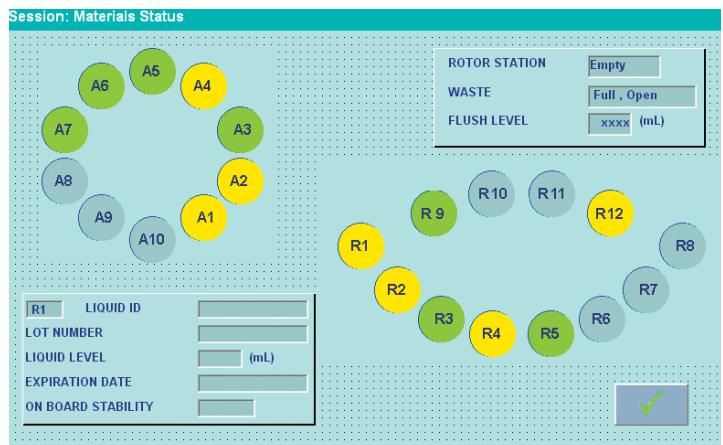 Session: Materials Status
A5
A6
A4
A7
A3
A8
A2
A9
A1
A10
ROTOR STATION Empty
WASTE Full , Open
FLUSH LEVEL xxxx (mL)
R10
R11
R 9
R12
R1
R8
R2
R7
R3
R6
R4
R5
R1 LIQUID ID
LOT NUMBER
LIQUID LEVEL (mL)
EXPIRATION DATE
ON BOARD STABILITY